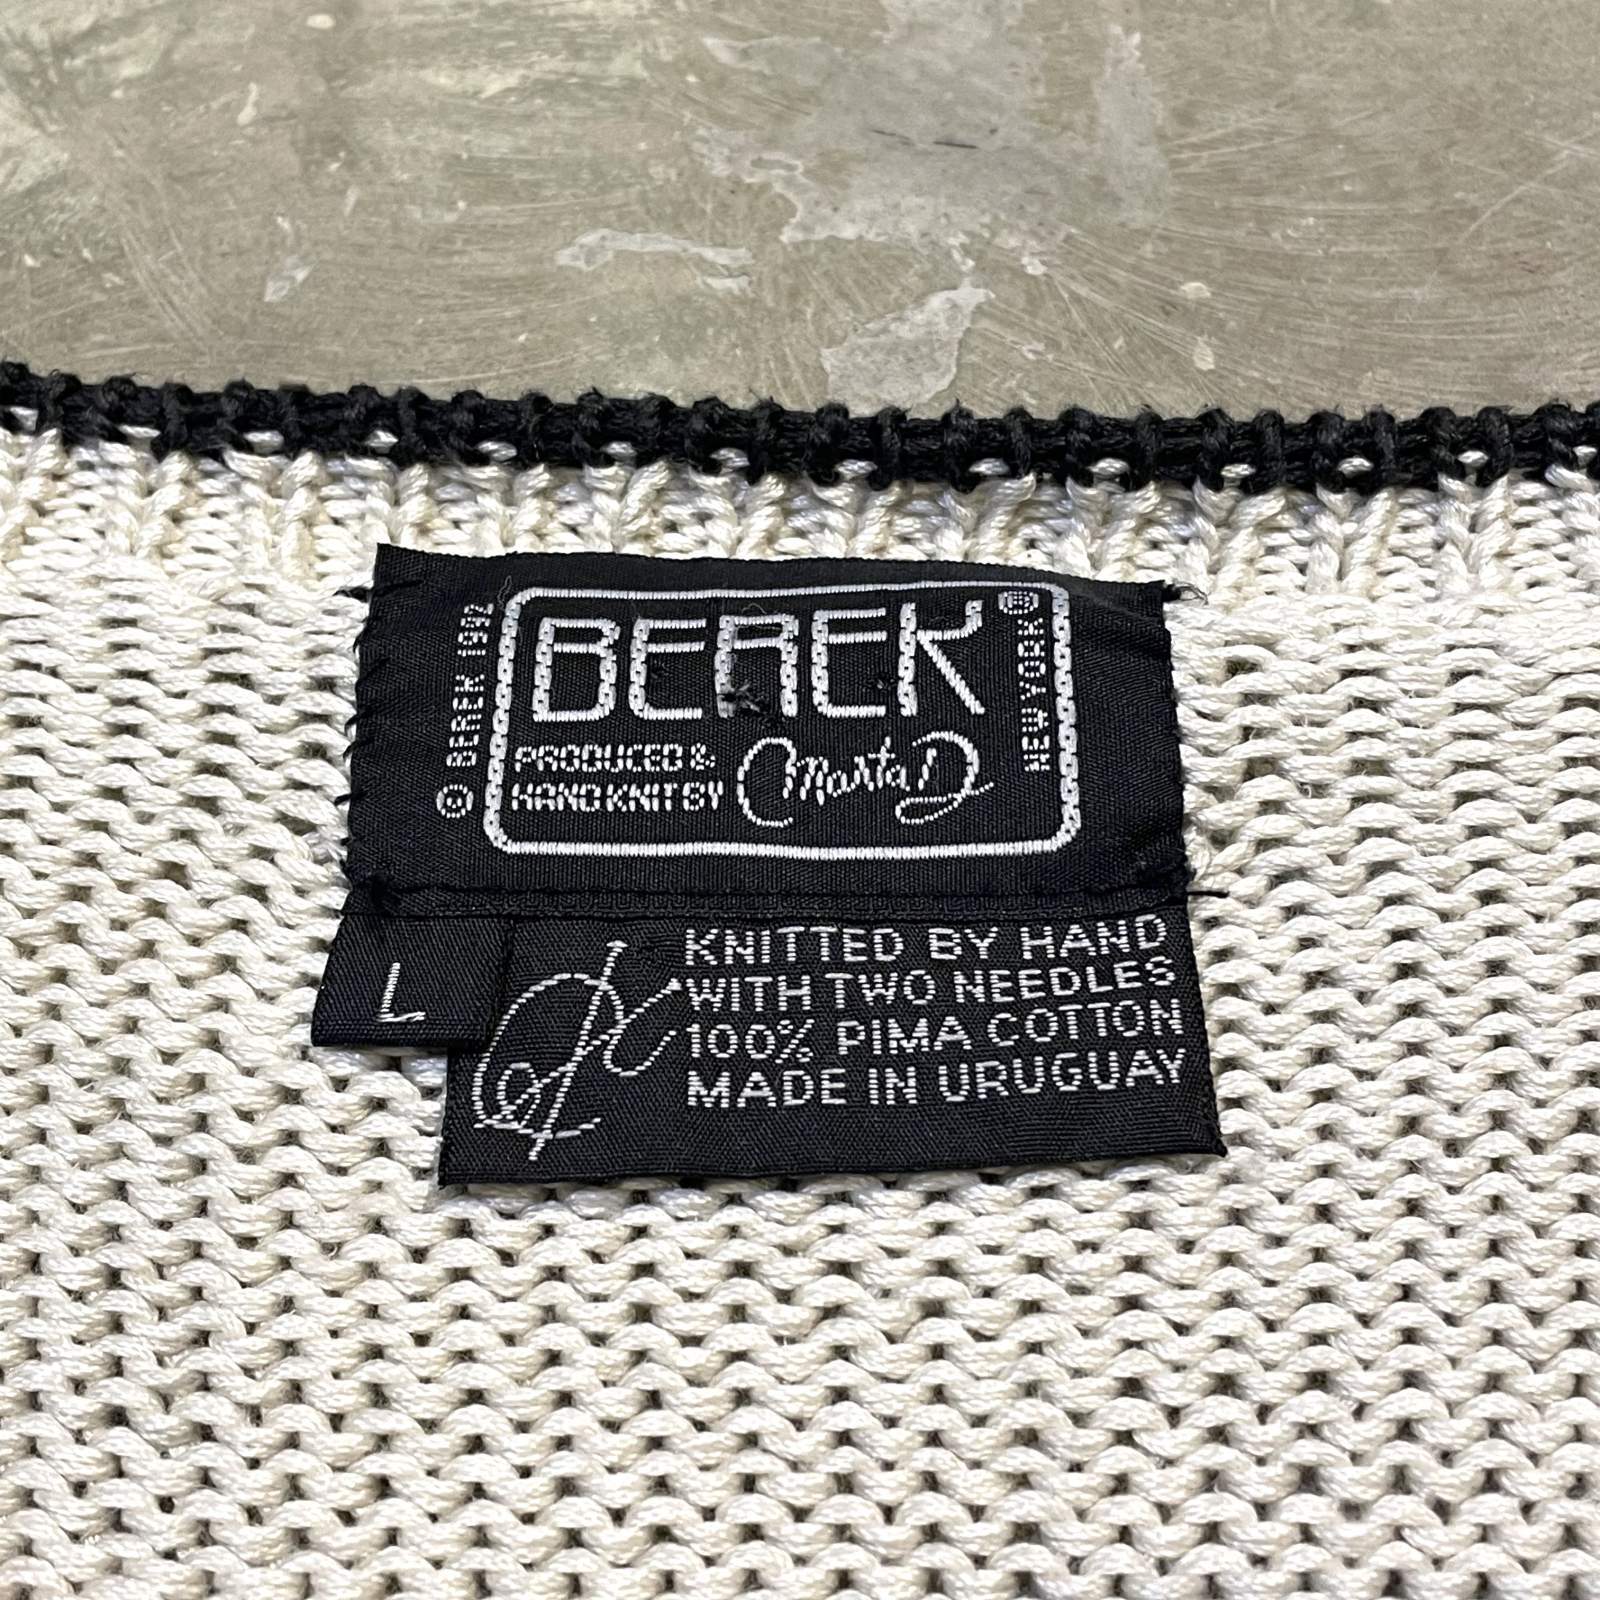 © BEREK 1992
BEREK ®
NEW YORK
PRODUCED &
HAND KNIT BY Marta D
L
KNITTED BY HAND
WITH TWO NEEDLES
100% PIMA COTTON
MADE IN URUGUAY